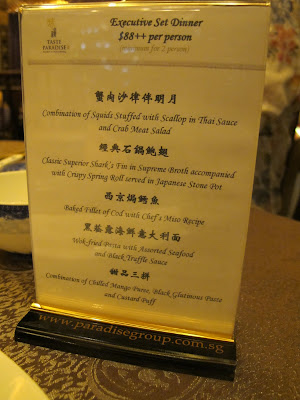 TASTE
PARADISE
Executive Set Dinner
$88++ per person
(minimum for 2 person)
蟹肉沙律伴明月
Combination of Squids Stuffed with Scallop in Thai Sauce
and Crab Meat Salad
經典石鍋鮑翅
Classic Superior Shark's Fin in Supreme Broth accompanied
with Crispy Spring Roll served in Japanese Stone Pot
西京焗鱈魚
Baked Fillet of Cod with Chef's Miso Recipe
黑菘露海鮮意大利面
Wok-fried Pasta with Assorted Seafood
and Black Truffle Sauce
甜品三拼
Combination of Chilled Mango Puree, Black Glutinous Puree
and Custard Puff
www.paradisegroup.com.sg